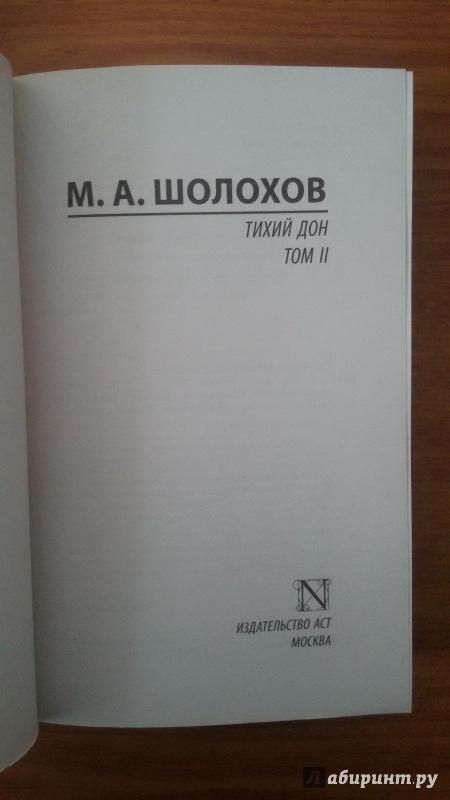 М. А. ШОЛОХОВ
ТИХИЙ ДОН
ТОМ II
N
ИЗДАТЕЛЬСТВО АСТ
МОСКВА
Лабиринт.ру